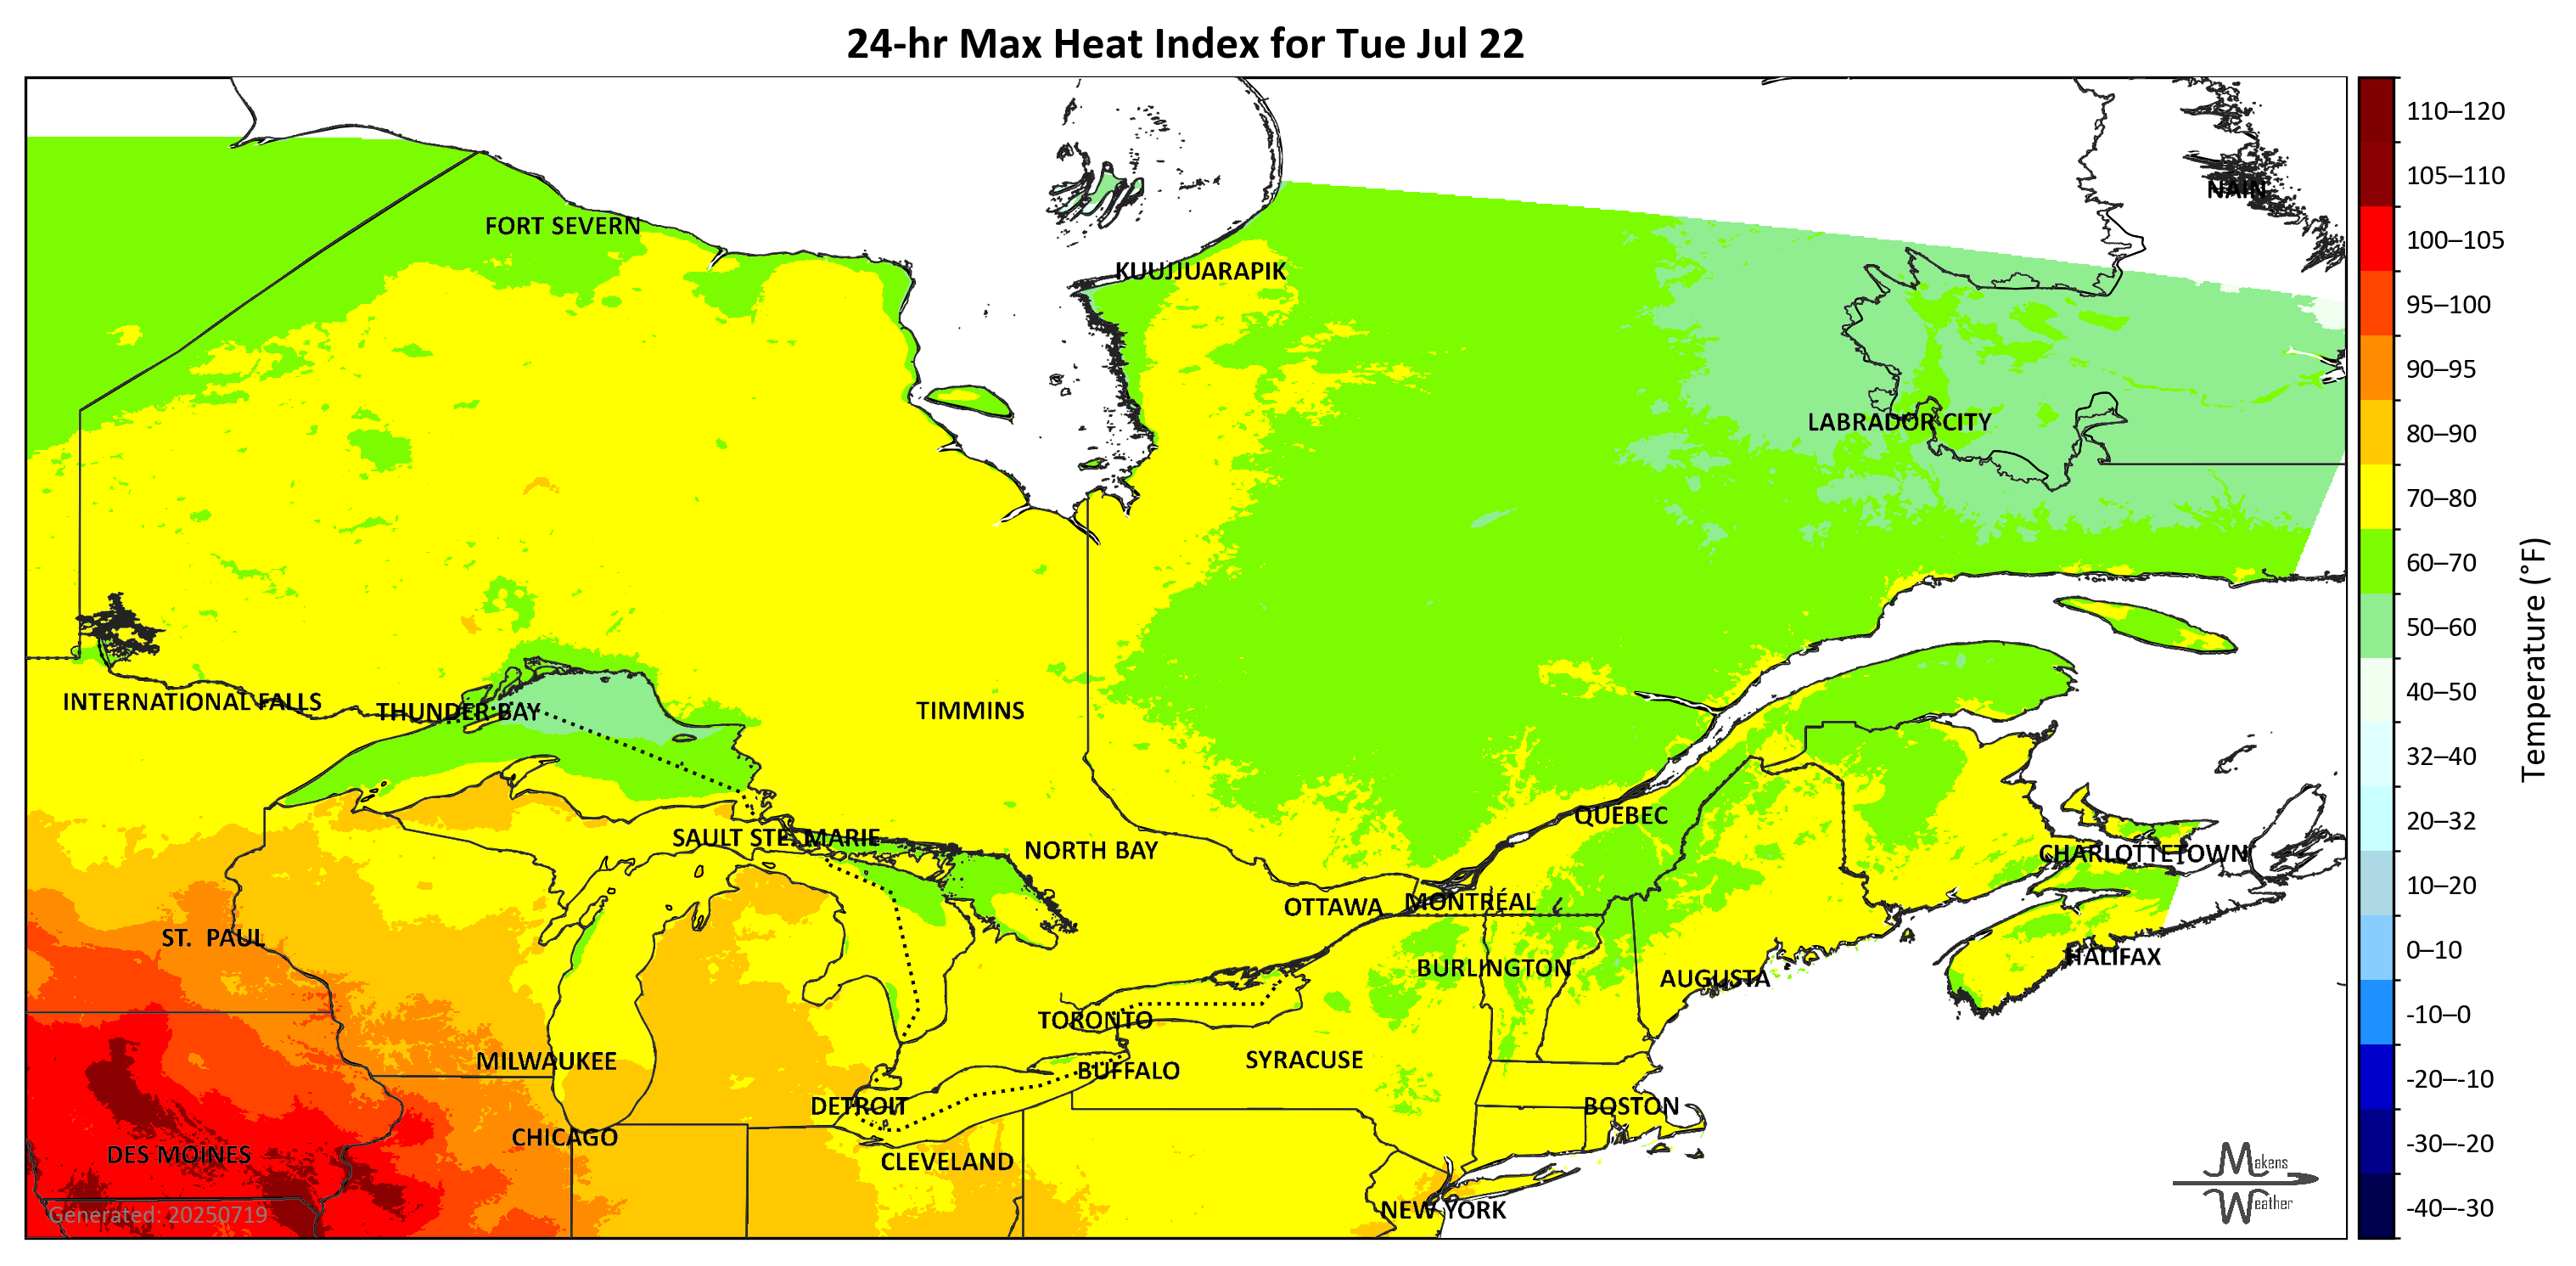 24-hr Max Heat Index for Tue Jul 22
110–120
105–110
NAIN
FORT SEVERN
100–105
KUUJJUARAPIK
95–100
90–95
LABRADOR CITY
80–90
70–80
60–70
Temperature (°F)
50–60
40–50
INTERNATIONAL FALLS
THUNDER BAY
TIMMINS
32–40
QUEBEC
20–32
SAULT STE. MARIE
NORTH BAY
CHARLOTTETOWN
10–20
OTTAWA
MONTRÉAL
ST. PAUL
HALIFAX
0–10
BURLINGTON
AUGUSTA
TORONTO
-10–0
MILWAUKEE
SYRACUSE
BUFFALO
-20–-10
DETROIT
BOSTON
CHICAGO
-30–-20
DES MOINES
CLEVELAND
Makens
Weather
NEW YORK
-40–-30
Generated: 20250719